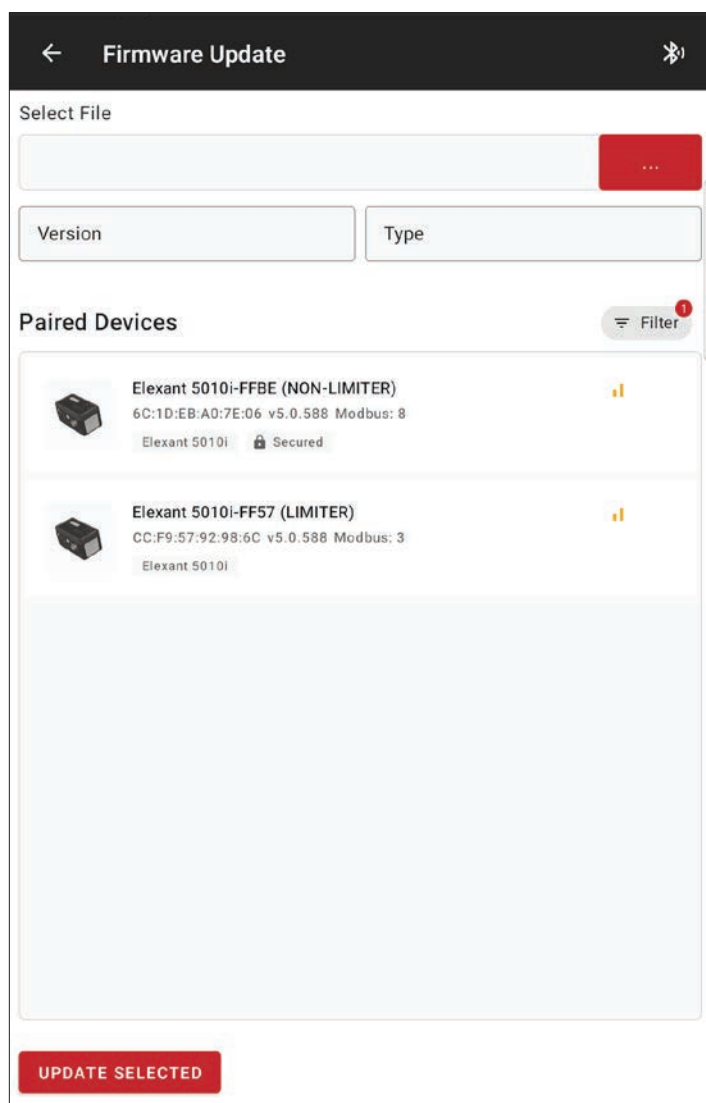 Firmware Update
Select File
...
Version
Type
Paired Devices
1
Filter
Elexant 5010i-FFBE (NON-LIMITER)
6C:1D:EB:A0:7E:06 v5.0.588 Modbus: 8
Elexant 5010i Secured
Elexant 5010i-FF57 (LIMITER)
CC:F9:57:92:98:6C v5.0.588 Modbus: 3
Elexant 5010i
UPDATE SELECTED